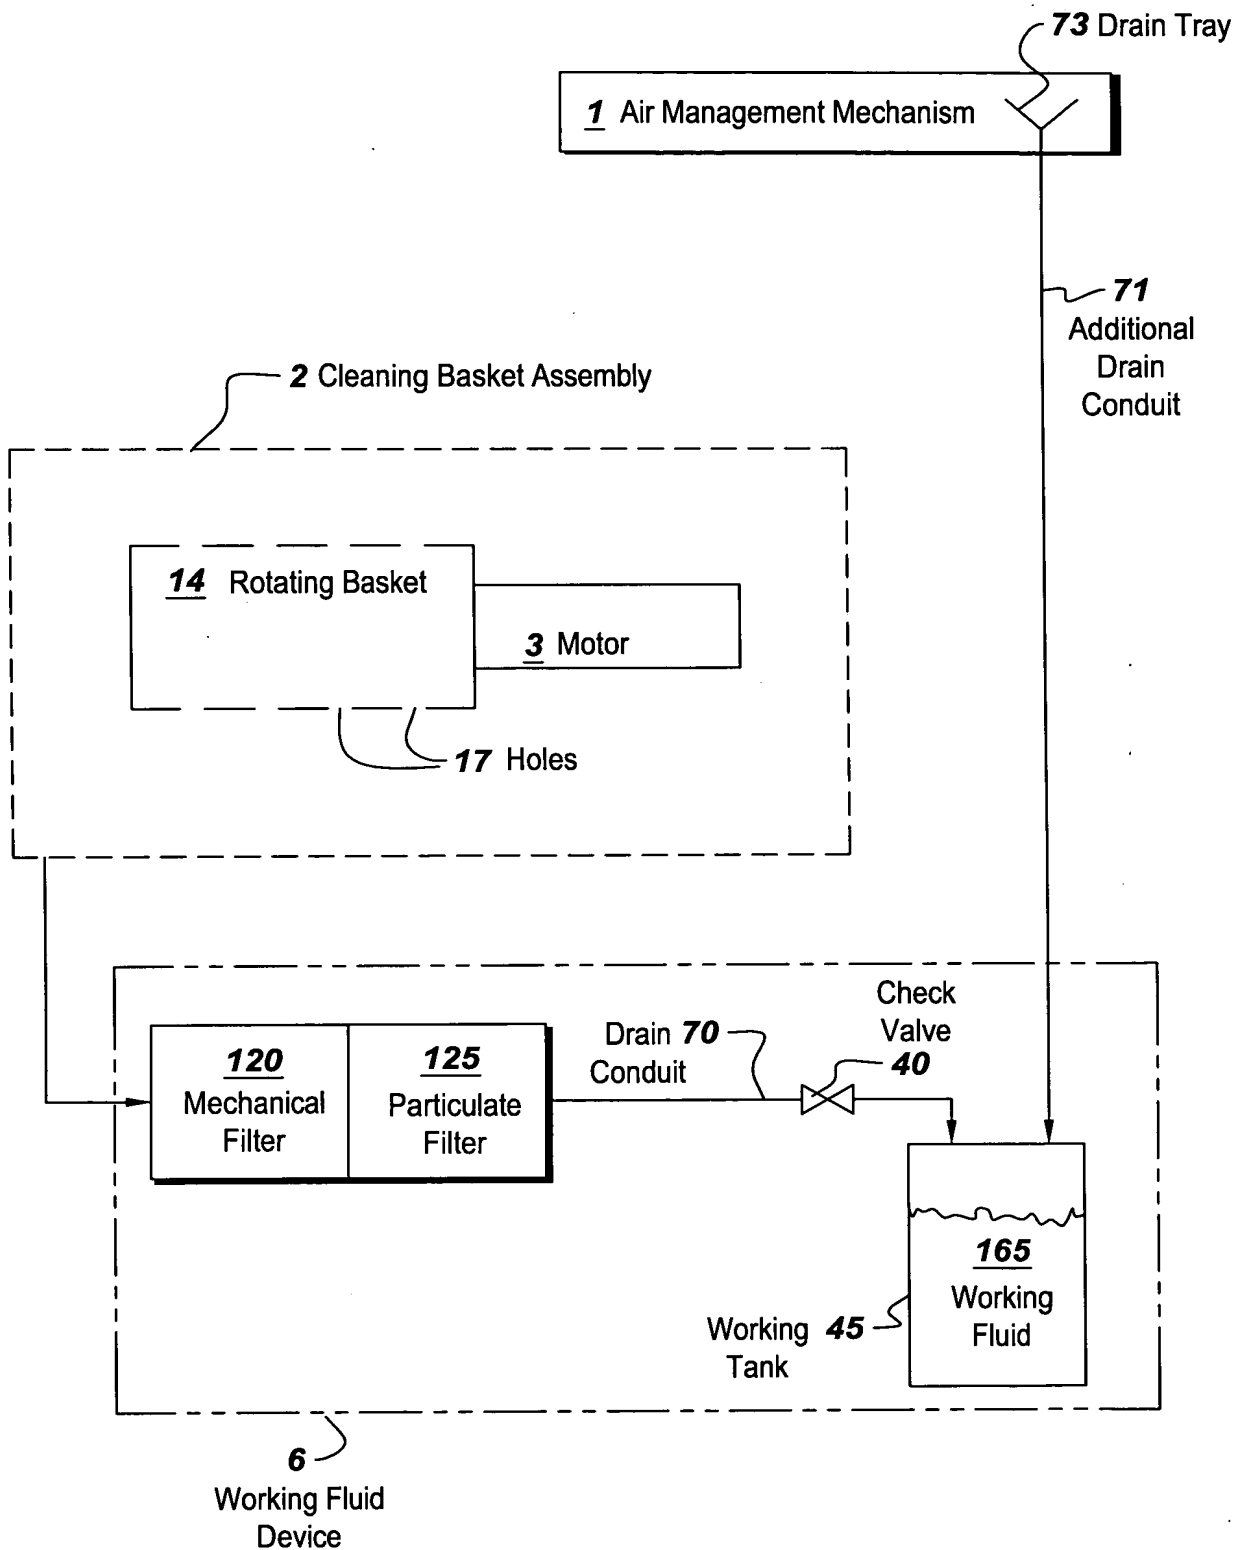 73 Drain Tray
1 Air Management Mechanism
71
Additional
Drain
Conduit
2 Cleaning Basket Assembly
14 Rotating Basket
3 Motor
17 Holes
Check
Valve
40
Drain 70
Conduit
120
Mechanical
Filter
125
Particulate
Filter
165
Working
Fluid
Working 45
Tank
6
Working Fluid
Device